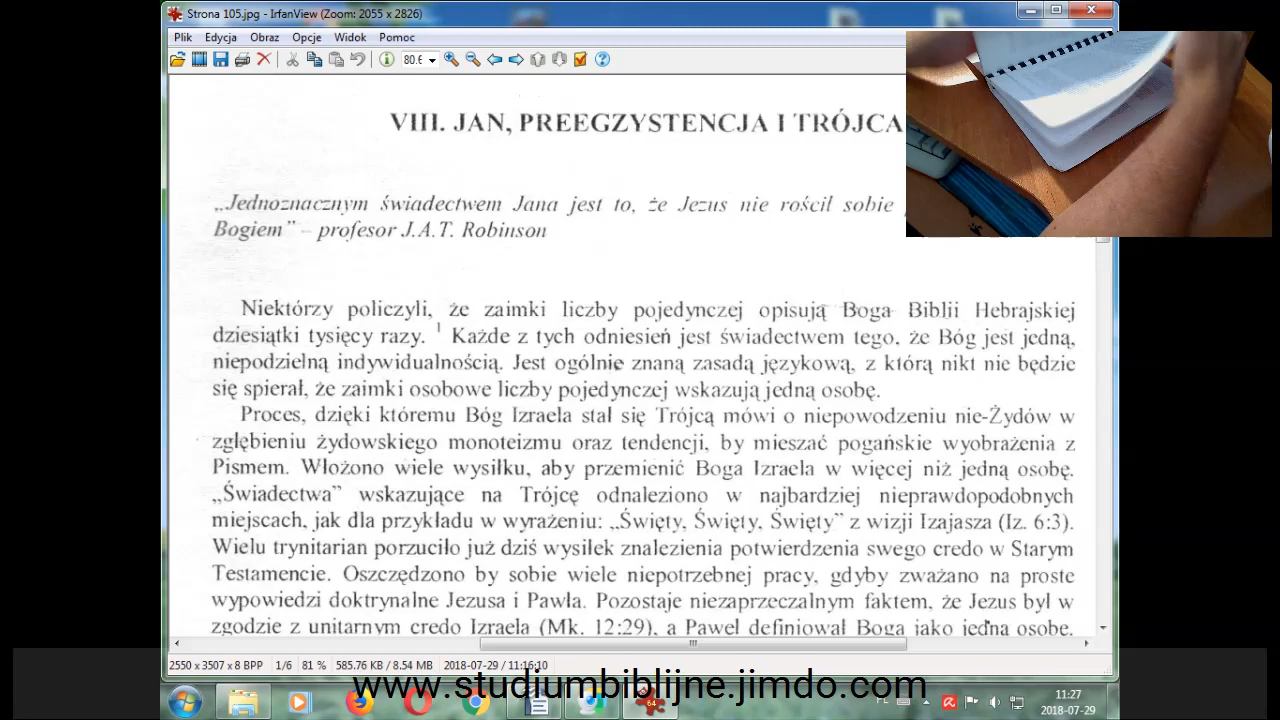 Strona 105.jpg - IrfanView (Zoom: 2055 x 2826)
Plik Edycja Obraz Opcje Widok Pomoc
80.6
VIII. JAN, PREEGZYSTENCJA I TRÓJCA
„Jednoznacznym świadectwem Jana jest to, że Jezus nie rościł sobie
Bogiem” – profesor J.A.T. Robinson
Niektórzy policzyli, że zaimki liczby pojedynczej opisują Boga Biblii Hebrajskiej
dziesiątki tysięcy razy. 1 Każde z tych odniesień jest świadectwem tego, że Bóg jest jedną,
niepodzielną indywidualnością. Jest ogólnie znaną zasadą językową, z którą nikt nie będzie
się spierał, że zaimki osobowe liczby pojedynczej wskazują jedną osobę.
Proces, dzięki któremu Bóg Izraela stał się Trójcą mówi o niepowodzeniu nie-Żydów w
zgłębieniu żydowskiego monoteizmu oraz tendencji, by mieszać pogańskie wyobrażenia z
Pismem. Włożono wiele wysiłku, aby przemienić Boga Izraela w więcej niż jedną osobę.
„Świadectwa” wskazujące na Trójcę odnaleziono w najbardziej nieprawdopodobnych
miejscach, jak dla przykładu w wyrażeniu: „Święty, Święty, Święty” z wizji Izajasza (Iz. 6:3).
Wielu trynitarian porzuciło już dziś wysiłek znalezienia potwierdzenia swego credo w Starym
Testamencie. Oszczędzono by sobie wiele niepotrzebnej pracy, gdyby zważano na proste
wypowiedzi doktrynalne Jezusa i Pawła. Pozostaje niezaprzeczalnym faktem, że Jezus był w
zgodzie z unitarnym credo Izraela (Mk. 12:29), a Paweł definiował Boga jako jedna osobę.
2550 x 3507 x 8 BPP 1/6 81 % 585.76 KB / 8.54 MB 2018-07-29 / 11:16:10
www.studiumbiblijne.jimdo.com
64
PL
11:27
2018-07-29